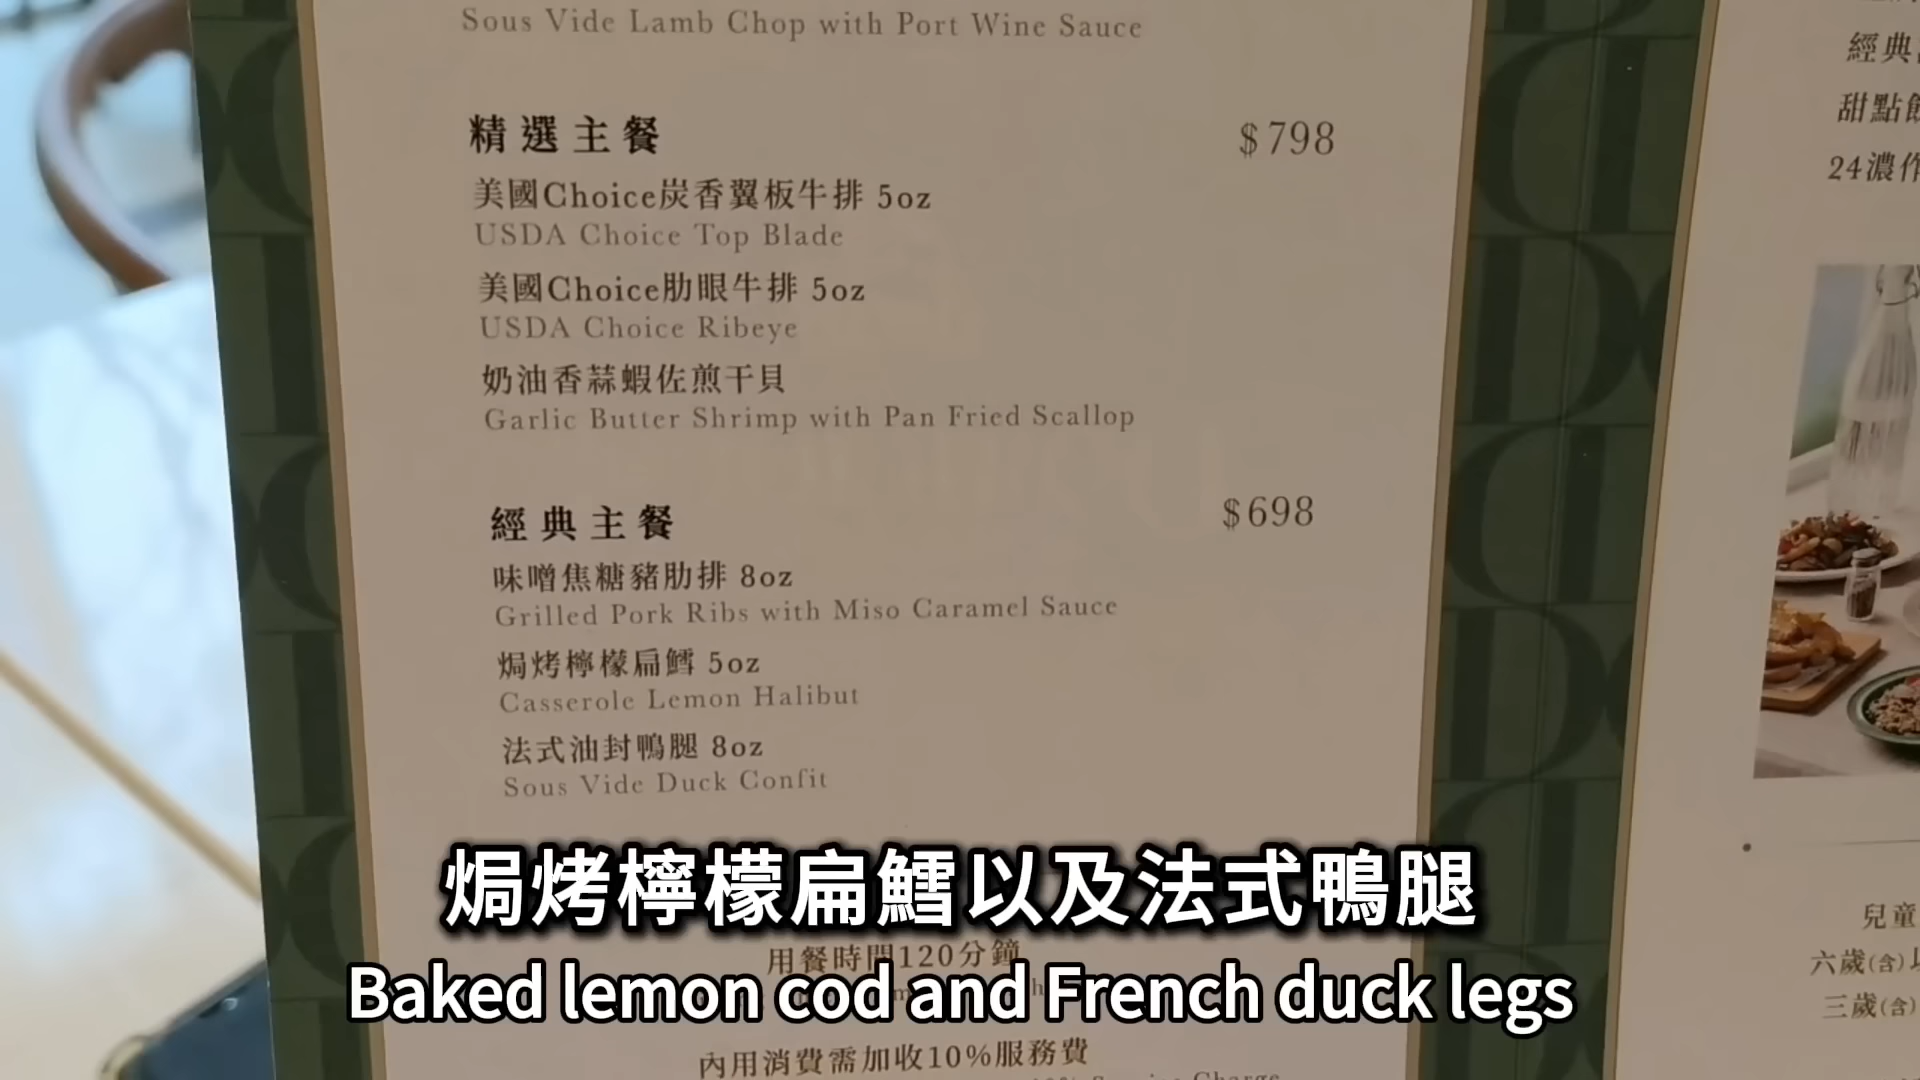 Sous Vide Lamb Chop with Port Wine Sauce
精選主餐 $798
美國Choice炭香翼板牛排 5oz
USDA Choice Top Blade
美國Choice肋眼牛排 5oz
USDA Choice Ribeye
奶油香蒜蝦佐煎干貝
Garlic Butter Shrimp with Pan Fried Scallop
經典主餐 $698
味噌焦糖豬肋排 8oz
Grilled Pork Ribs with Miso Caramel Sauce
焗烤檸檬扁鱈 5oz
Casserole Lemon Halibut
法式油封鴨腿 8oz
Sous Vide Duck Confit
焗烤檸檬扁鱈以及法式鴨腿
用餐時間120分鐘
Baked lemon cod and French duck legs
內用消費需加收10%服務費
經典
甜點
24濃
兒童
六歲(含)
三歲(含)